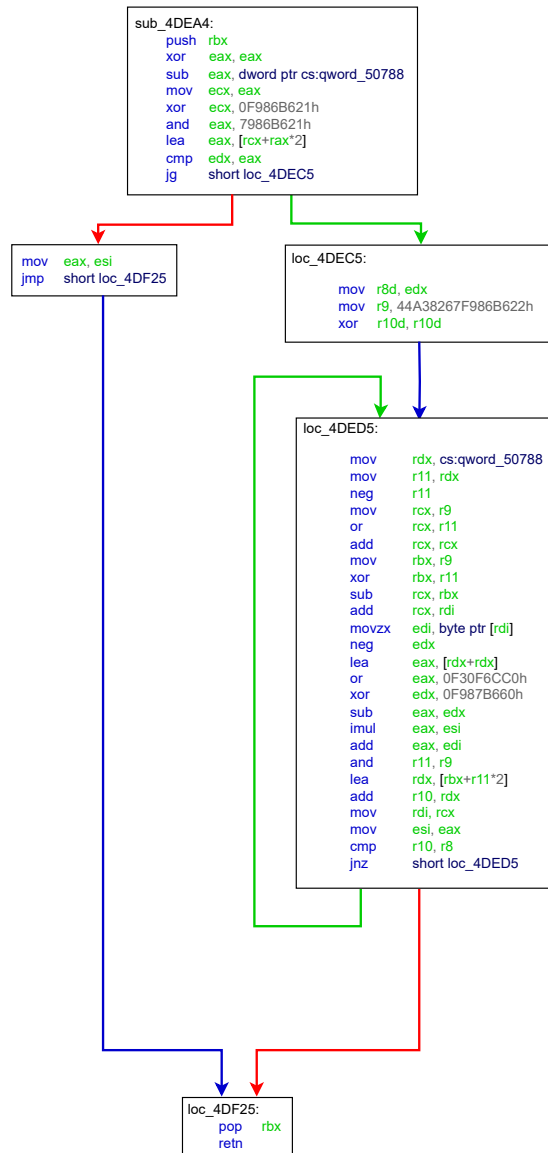 sub_4DEA4:
push rbx
xor eax, eax
sub eax, dword ptr cs:qword_50788
mov ecx, eax
xor ecx, 0F986B621h
and eax, 7986B621h
lea eax, [rcx+rax*2]
cmp edx, eax
jg short loc_4DEC5
mov eax, esi
jmp short loc_4DF25
loc_4DEC5:
mov r8d, edx
mov r9, 44A38267F986B622h
xor r10d, r10d
loc_4DED5:
mov rdx, cs:qword_50788
mov r11, rdx
neg r11
mov rcx, r9
or rcx, r11
add rcx, rcx
mov rbx, r9
xor rbx, r11
sub rcx, rbx
add rcx, rdi
movzx edi, byte ptr [rdi]
neg edx
lea eax, [rdx+rdx]
or eax, 0F30F6CC0h
xor edx, 0F987B660h
sub eax, edx
imul eax, esi
add eax, edi
and r11, r9
lea rdx, [rbx+r11*2]
add r10, rdx
mov rdi, rcx
mov esi, eax
cmp r10, r8
jnz short loc_4DED5
loc_4DF25:
pop rbx
retn